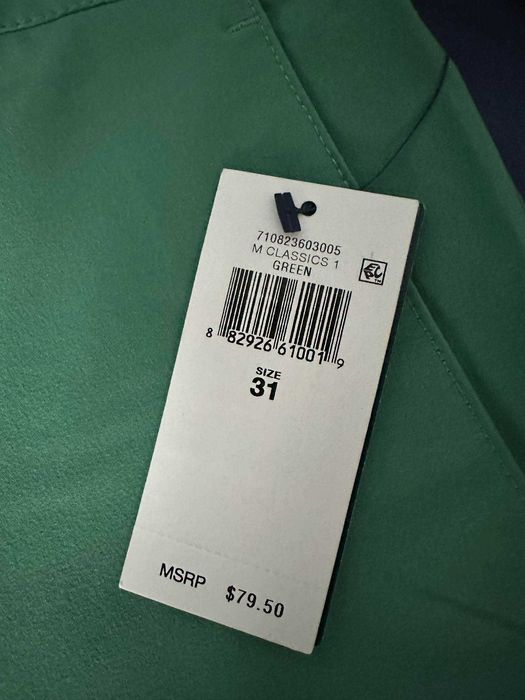 710823603005
M CLASSICS 1
GREEN
8 82926 61001 9
SIZE
31
MSRP $79.50